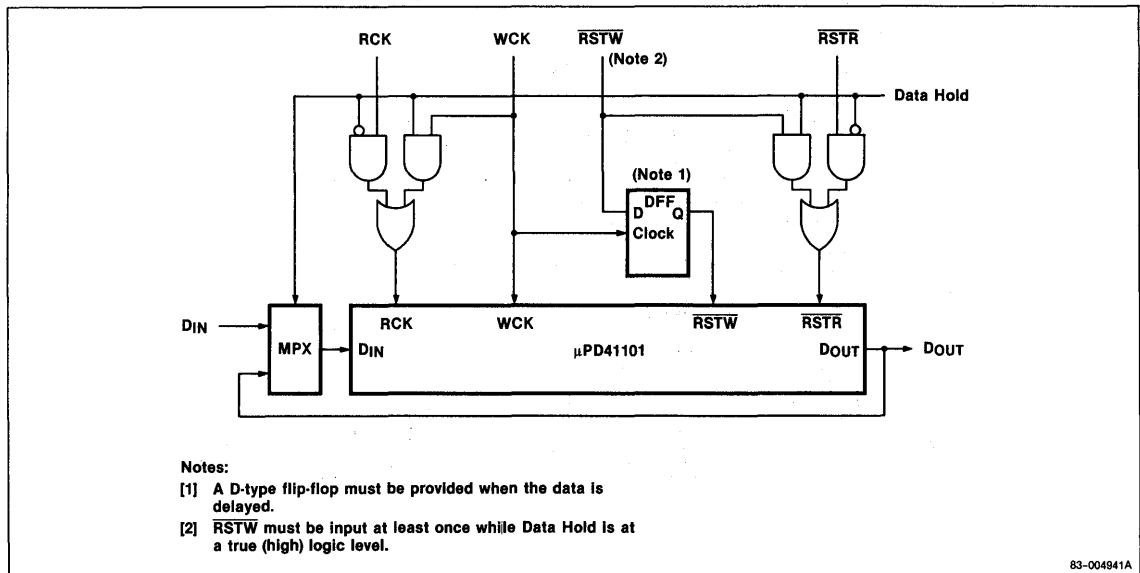 RCK WCK RSTW RSTR
(Note 2)
Data Hold
(Note 1)
DFF
D Q
Clock
DIN
MPX
RCK WCK RSTW RSTR
DIN μPD41101 DOUT
DOUT
Notes:
[1] A D-type flip-flop must be provided when the data is
delayed.
[2] RSTW must be input at least once while Data Hold is at
a true (high) logic level.
83-004941A